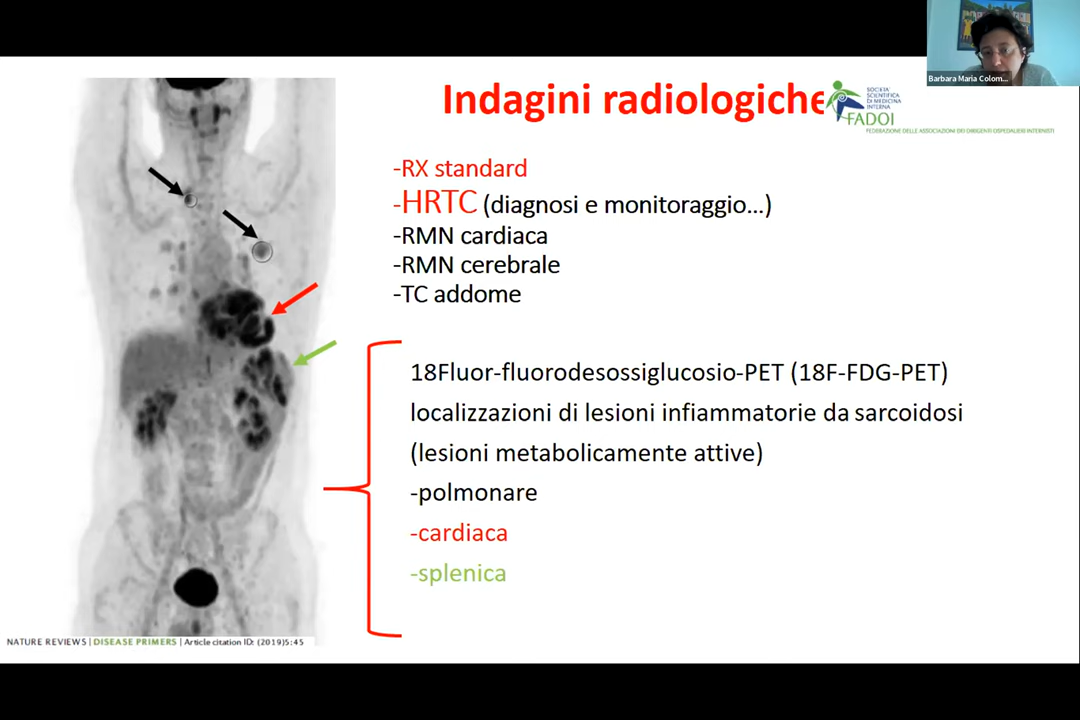 Barbara Maria Colom...
Indagini radiologiche
SOCIETÀ
SCIENTIFICA
DI MEDICINA
INTERNA
FADOI
FEDERAZIONE DELLE ASSOCIAZIONI DEI DIRIGENTI OSPEDALIERI INTERNISTI
-RX standard
-HRTC (diagnosi e monitoraggio...)
-RMN cardiaca
-RMN cerebrale
-TC addome
18Fluor-fluorodesossiglucosio-PET (18F-FDG-PET)
localizzazioni di lesioni infiammatorie da sarcoidosi
(lesioni metabolicamente attive)
-polmonare
-cardiaca
-splenica
NATURE REVIEWS | DISEASE PRIMERS | Article citation ID: (2019)5:45